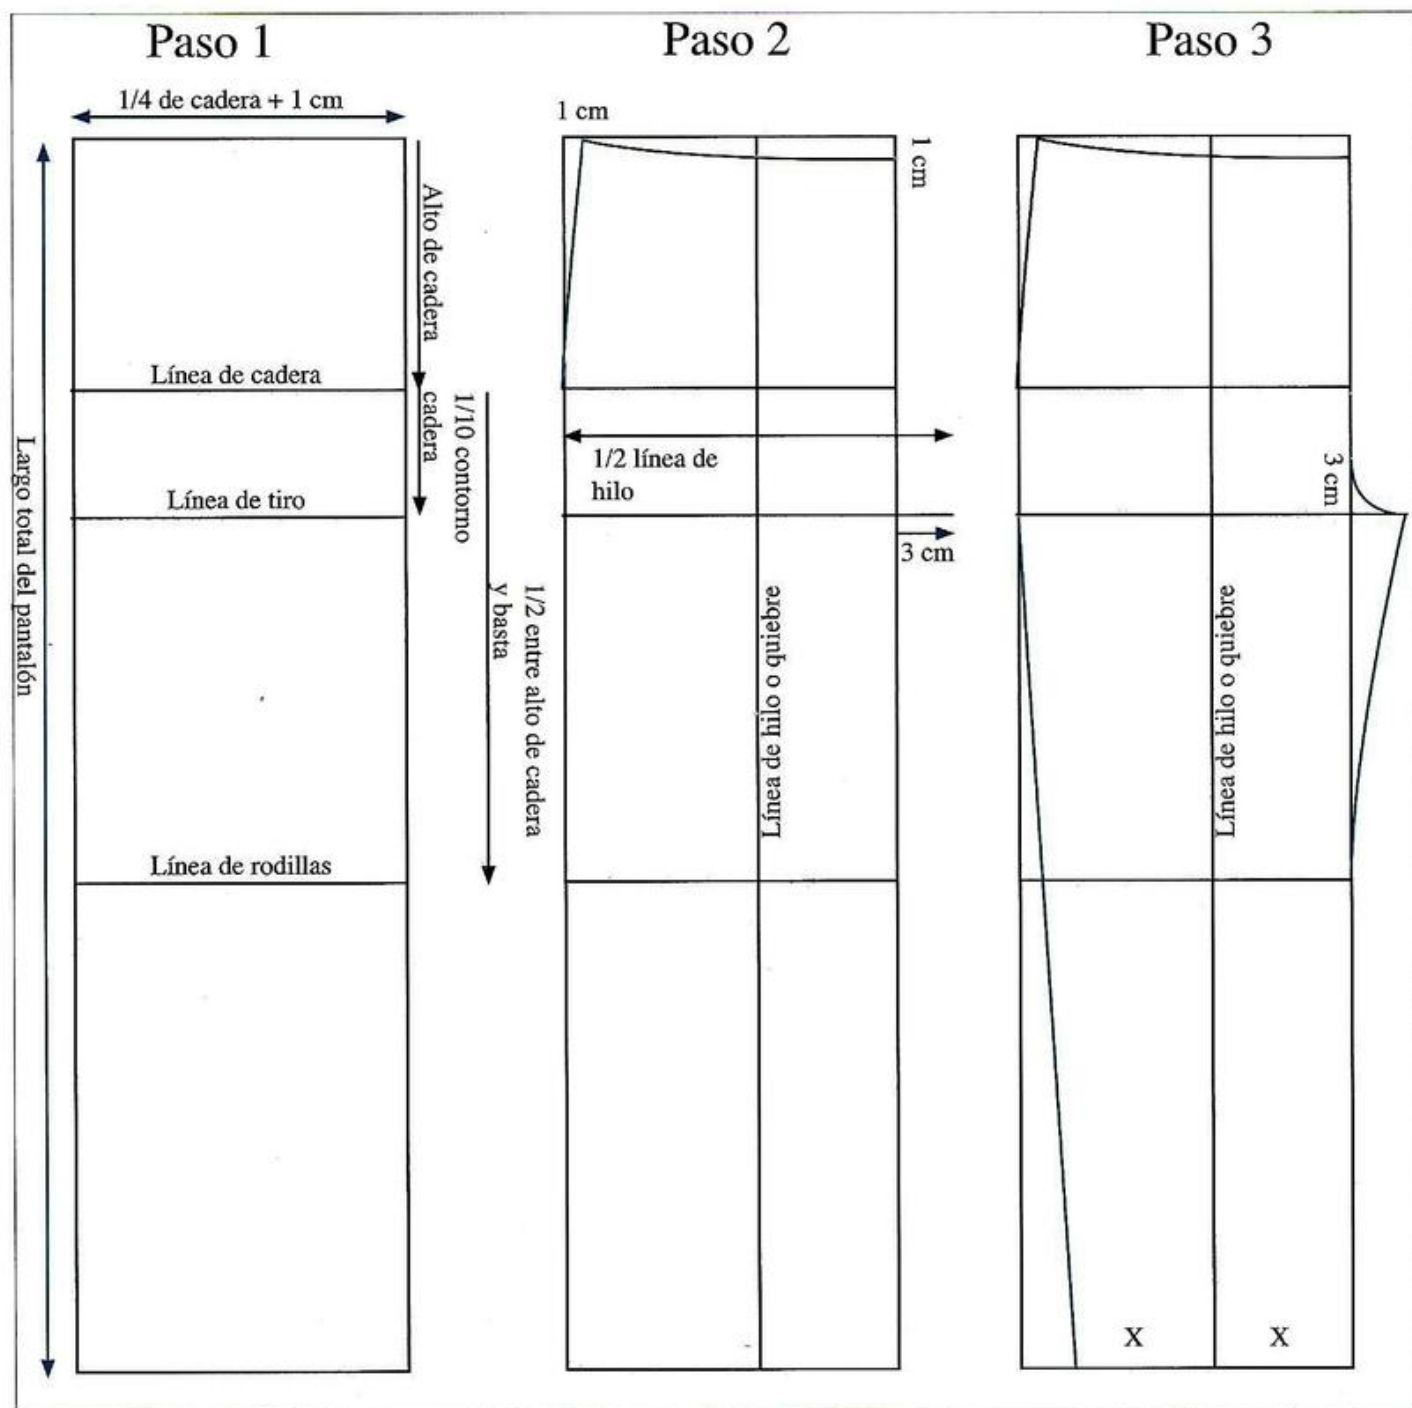 Paso 1
1/4 de cadera + 1 cm
Alto de cadera
Línea de cadera
1/10 contorno
cadera
Línea de tiro
1/2 entre alto de cadera
y basta
Línea de rodillas
Largo total del pantalón
Paso 2
1 cm
1 cm
1/2 línea de
hilo
3 cm
Línea de hilo o quiebre
Paso 3
3 cm
Línea de hilo o quiebre
X
X